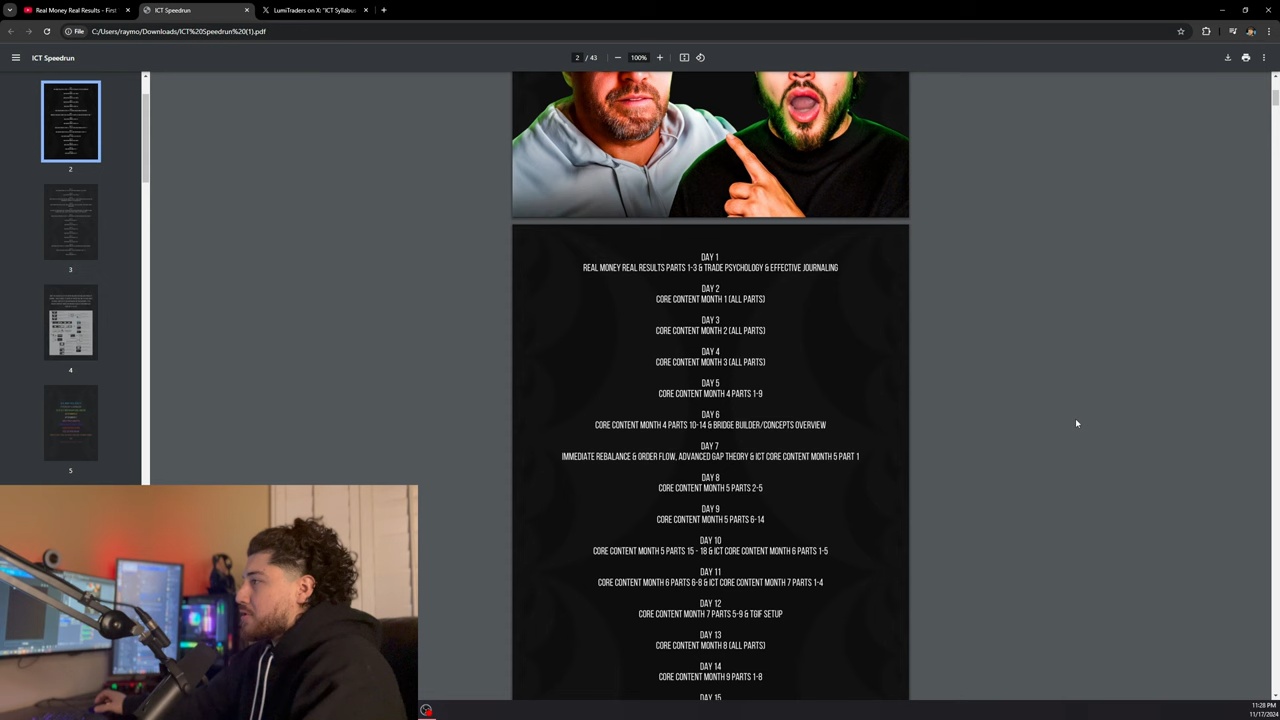 Real Money Real Results - First
ICT Speedrun
LumiTraders on X: "ICT Syllabu
File
C:/Users/raymo/Downloads/ICT%20Speedrun%20(1).pdf
ICT Speedrun
2 / 43
100%
2
3
4
5
DAY 1
REAL MONEY REAL RESULTS PARTS 1-3 & TRADE PSYCHOLOGY & EFFECTIVE JOURNALING
DAY 2
CORE CONTENT MONTH 1 (ALL PARTS)
DAY 3
CORE CONTENT MONTH 2 (ALL PARTS)
DAY 4
CORE CONTENT MONTH 3 (ALL PARTS)
DAY 5
CORE CONTENT MONTH 4 PARTS 1-9
DAY 6
CORE CONTENT MONTH 4 PARTS 10-14 & BRIDGE BUILDER/CONCEPTS OVERVIEW
DAY 7
IMMEDIATE REBALANCE & ORDER FLOW, ADVANCED GAP THEORY & ICT CORE CONTENT MONTH 5 PART 1
DAY 8
CORE CONTENT MONTH 5 PARTS 2-5
DAY 9
CORE CONTENT MONTH 5 PARTS 6-14
DAY 10
CORE CONTENT MONTH 5 PARTS 15 - 18 & ICT CORE CONTENT MONTH 6 PARTS 1-5
DAY 11
CORE CONTENT MONTH 6 PARTS 6-8 & ICT CORE CONTENT MONTH 7 PARTS 1-4
DAY 12
CORE CONTENT MONTH 7 PARTS 5-9 & TGIF SETUP
DAY 13
CORE CONTENT MONTH 8 (ALL PARTS)
DAY 14
CORE CONTENT MONTH 9 PARTS 1-8
DAY 15
11:28 PM
11/17/2024